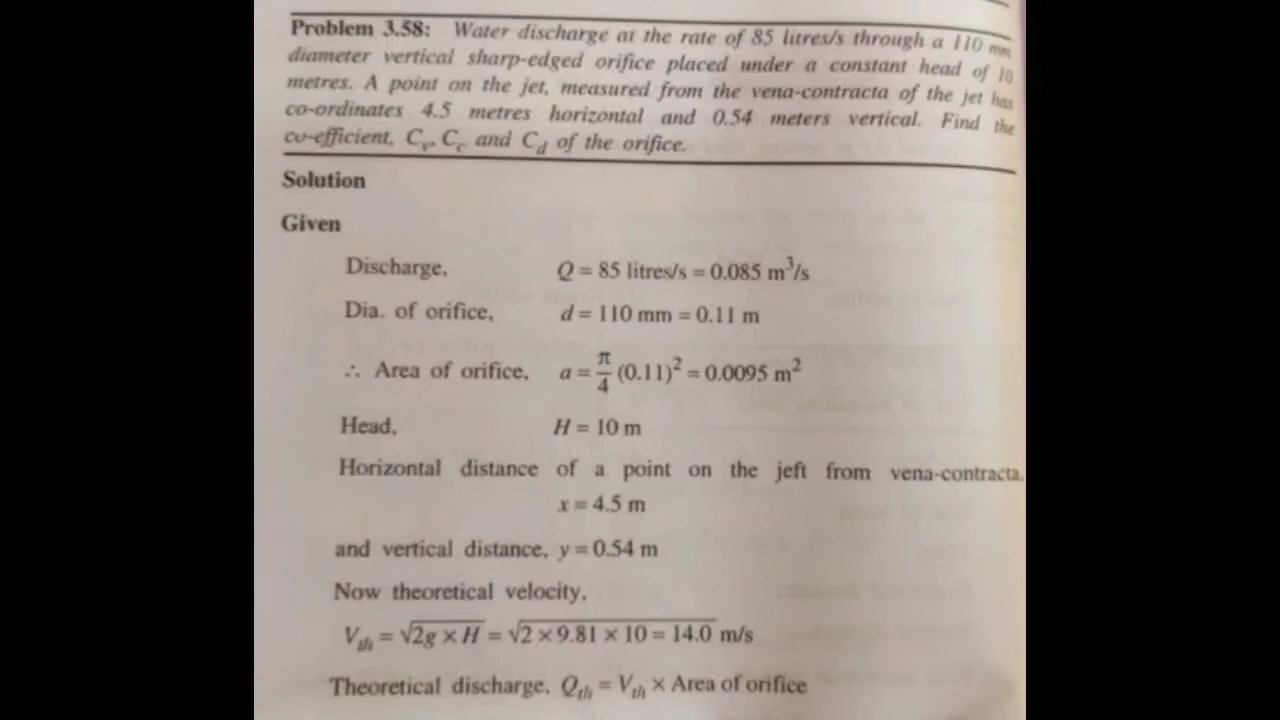 Problem 3.58: Water discharge at the rate of 85 litres/s through a 110 mm
diameter vertical sharp-edged orifice placed under a constant head of 10
metres. A point on the jet, measured from the vena-contracta of the jet has
co-ordinates 4.5 metres horizontal and 0.54 meters vertical. Find the
co-efficient, Cv, Cc and Cd of the orifice.
Solution
Given
Discharge, Q = 85 litres/s = 0.085 m³/s
Dia. of orifice, d = 110 mm = 0.11 m
∴ Area of orifice, a = π/4 (0.11)² = 0.0095 m²
Head, H = 10 m
Horizontal distance of a point on the jeft from vena-contracta,
x = 4.5 m
and vertical distance, y = 0.54 m
Now theoretical velocity,
Vth = √2g × H = √2 × 9.81 × 10 = 14.0 m/s
Theoretical discharge, Qth = Vth × Area of orifice